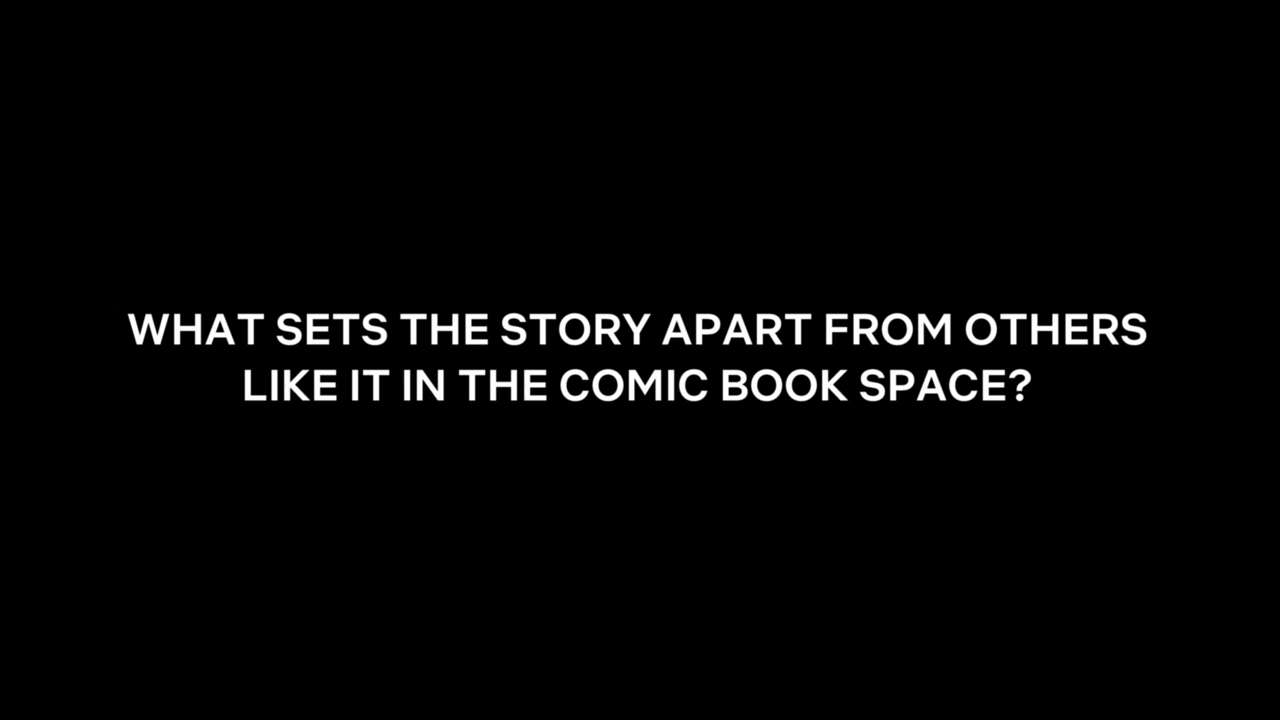 WHAT SETS THE STORY APART FROM OTHERS
LIKE IT IN THE COMIC BOOK SPACE?